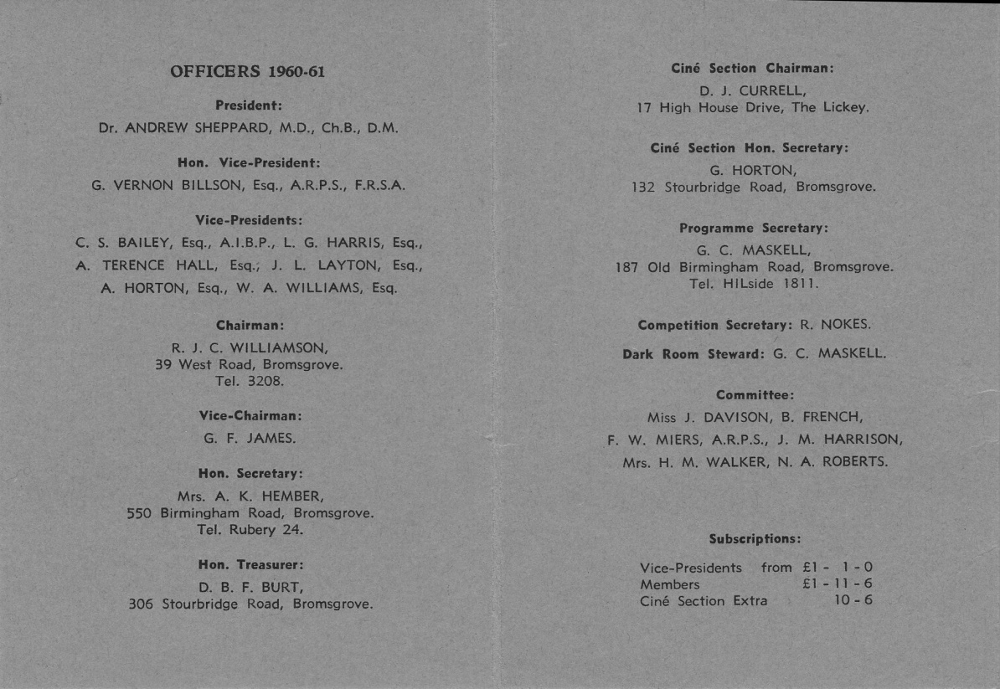 OFFICERS 1960-61
President:
Dr. ANDREW SHEPPARD, M.D., Ch.B., D.M.
Hon. Vice-President:
G. VERNON BILLSON, Esq., A.R.P.S., F.R.S.A.
Vice-Presidents:
C. S. BAILEY, Esq., A.I.B.P., L. G. HARRIS, Esq.,
A. TERENCE HALL, Esq.; J. L. LAYTON, Esq.,
A. HORTON, Esq., W. A. WILLIAMS, Esq.
Chairman:
R. J. C. WILLIAMSON,
39 West Road, Bromsgrove.
Tel. 3208.
Vice-Chairman:
G. F. JAMES.
Hon. Secretary:
Mrs. A. K. HEMBER,
550 Birmingham Road, Bromsgrove.
Tel. Rubery 24.
Hon. Treasurer:
D. B. F. BURT,
306 Stourbridge Road, Bromsgrove.
Ciné Section Chairman:
D. J. CURRELL,
17 High House Drive, The Lickey.
Ciné Section Hon. Secretary:
G. HORTON,
132 Stourbridge Road, Bromsgrove.
Programme Secretary:
G. C. MASKELL,
187 Old Birmingham Road, Bromsgrove.
Tel. HILside 1811.
Competition Secretary: R. NOKES.
Dark Room Steward: G. C. MASKELL.
Committee:
Miss J. DAVISON, B. FRENCH,
F. W. MIERS, A.R.P.S., J. M. HARRISON,
Mrs. H. M. WALKER, N. A. ROBERTS.
Subscriptions:
Vice-Presidents from £1 - 1 - 0
Members £1 - 11 - 6
Ciné Section Extra 10 - 6